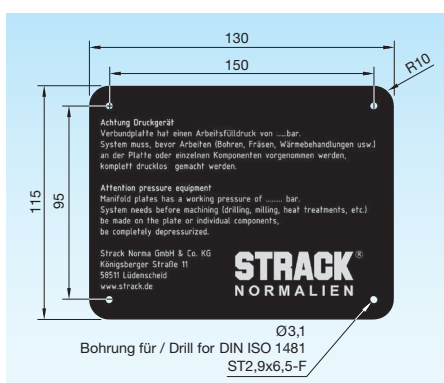 130
150
R10
115
95
Achtung Druckgerät
Verbundplatte hat einen Arbeitsfülldruck von .....bar.
System muss, bevor Arbeiten (Bohren, Fräsen, Wärmebehandlungen usw.)
an der Platte oder einzelnen Komponenten vorgenommen werden,
komplett drucklos gemacht werden.
Attention pressure equipment
Manifold plates has a working pressure of ........ bar.
System needs before machining (drilling, milling, heat treatments, etc.)
be made on the plate or individual components,
be completely depressurized.
Strack Norma GmbH & Co. KG
Königsberger Straße 11
58511 Lüdenscheid
www.strack.de
STRACK®
NORMALIEN
Ø3,1
Bohrung für / Drill for DIN ISO 1481
ST2,9x6,5-F